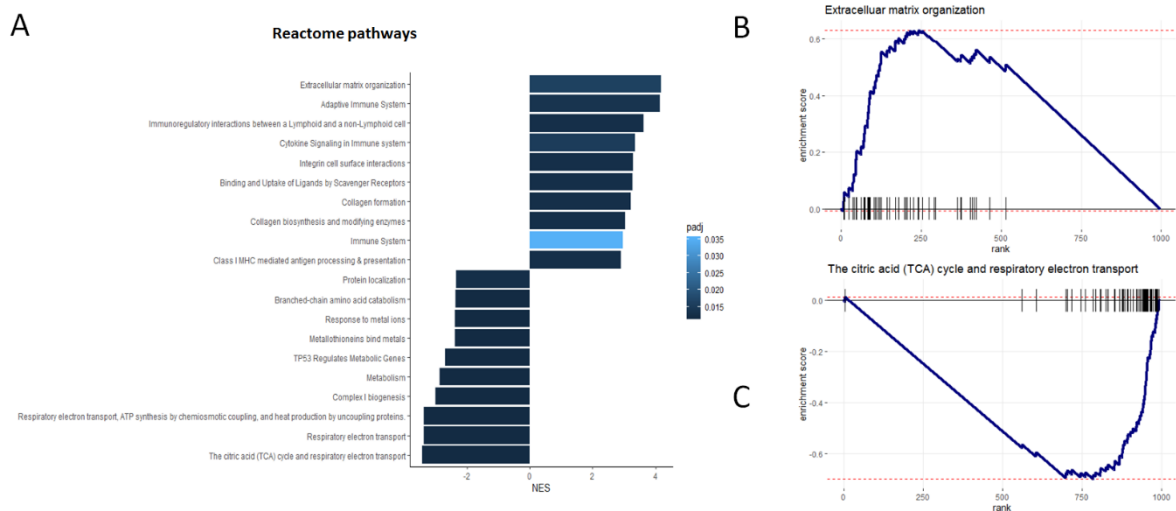 A
Reactome pathways
Extracellular matrix organization
Adaptive Immune System
Immunoregulatory interactions between a Lymphoid and a non-Lymphoid cell
Cytokine Signaling in Immune system
Integrin cell surface interactions
Binding and Uptake of Ligands by Scavenger Receptors
Collagen formation
Collagen biosynthesis and modifying enzymes
Immune System
Class I MHC mediated antigen processing & presentation
Protein localization
Branched-chain amino acid catabolism
Response to metal ions
Metallothioneins bind metals
TP53 Regulates Metabolic Genes
Metabolism
Complex I biogenesis
Respiratory electron transport, ATP synthesis by chemiosmotic coupling, and heat production by uncoupling proteins.
Respiratory electron transport
The citric acid (TCA) cycle and respiratory electron transport
-2 0 2 4
NES
padj
0.035
0.030
0.025
0.020
0.015
B
Extracelluar matrix organization
enrichment score
0.6
0.4
0.2
0.0
0 250 500 750 1000
rank
C
The citric acid (TCA) cycle and respiratory electron transport
enrichment score
0.0
-0.2
-0.4
-0.6
0 250 500 750 1000
rank